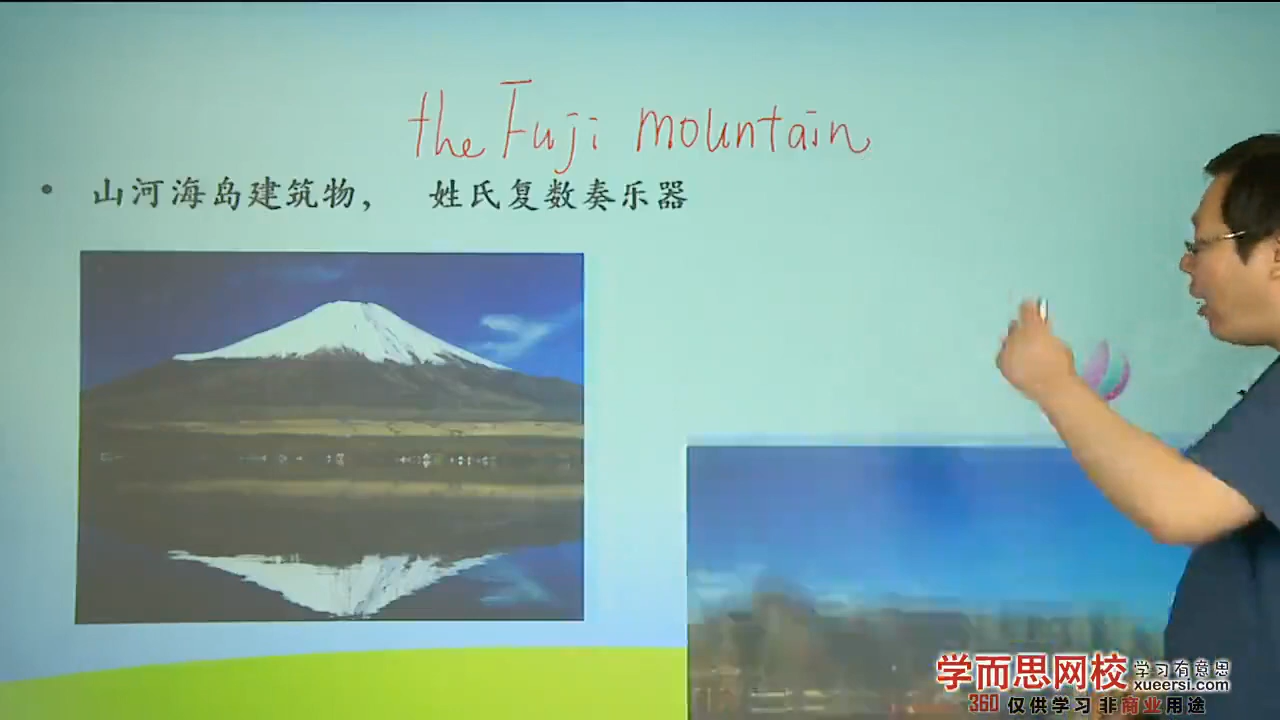 the Fuji mountain
• 山河海岛建筑物， 姓氏复数奏乐器
学而思网校 学习有意思
xueersi.com
360 仅供学习 非商业用途